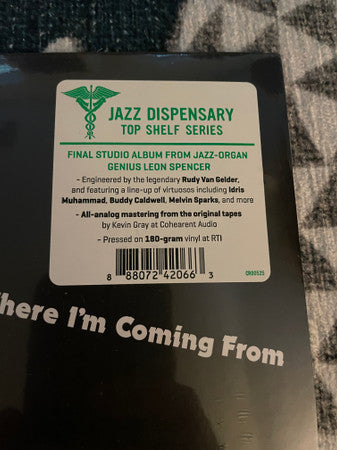 JAZZ DISPENSARY
TOP SHELF SERIES
FINAL STUDIO ALBUM FROM JAZZ-ORGAN
GENIUS LEON SPENCER
- Engineered by the legendary Rudy Van Gelder,
and featuring a line-up of virtuosos including Idris
Muhammad, Buddy Caldwell, Melvin Sparks, and more
- All-analog mastering from the original tapes
by Kevin Gray at Cohearent Audio
- Pressed on 180-gram vinyl at RTI
8 88072 42066 3
CR00525
Where I'm Coming From